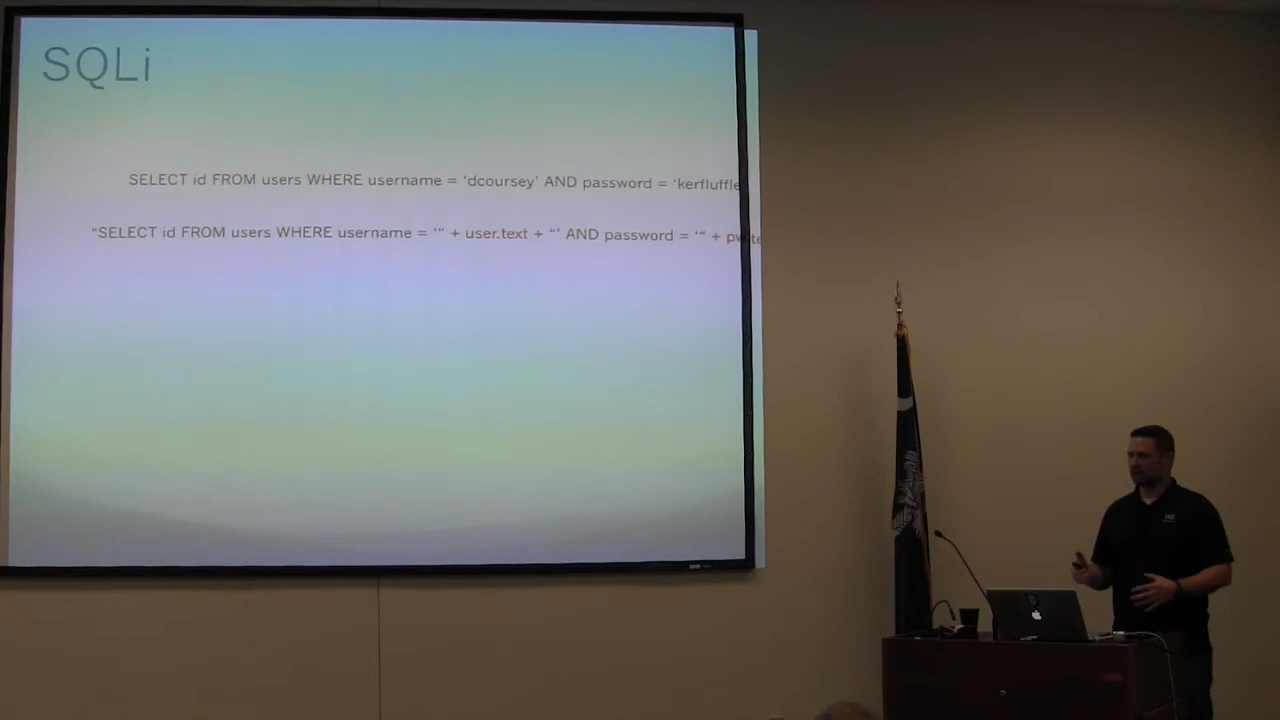 SQLi
SELECT id FROM users WHERE username = ‘dcoursey’ AND password = ‘kerfluffle’
“SELECT id FROM users WHERE username = ‘“ + user.text + “’ AND password = ‘“ +